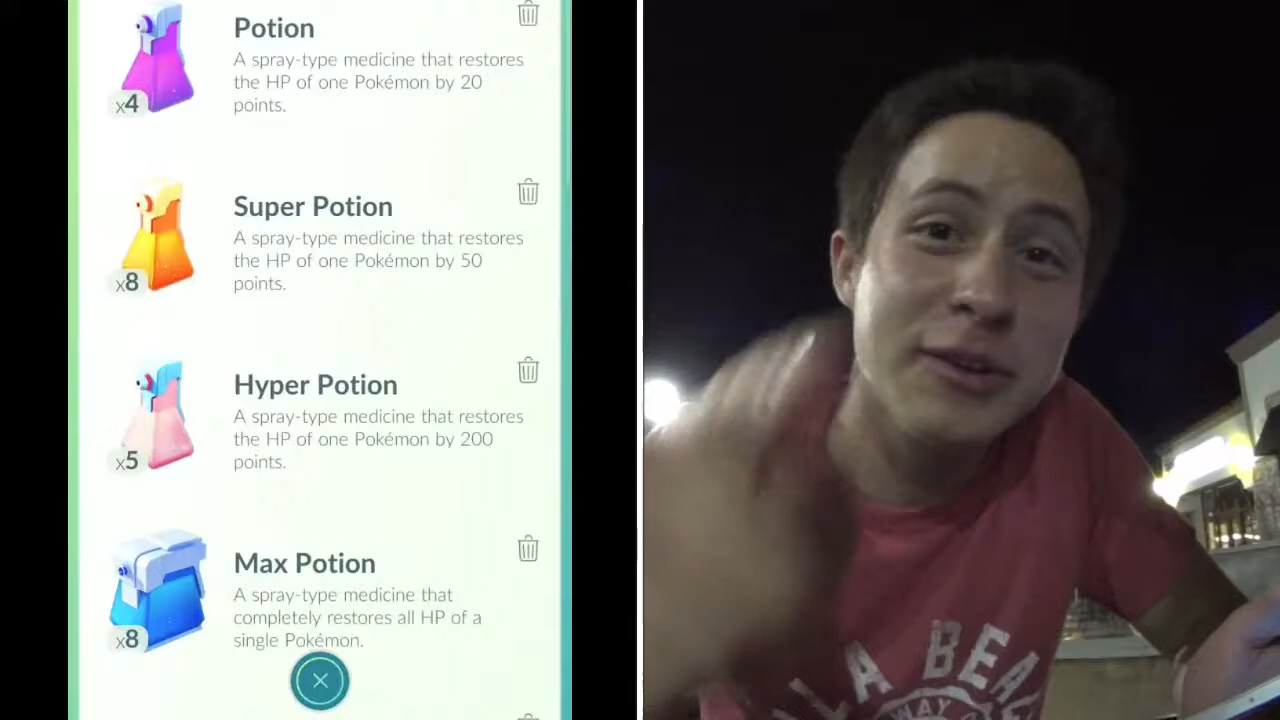 Potion
A spray-type medicine that restores
the HP of one Pokémon by 20
points.
x4
Super Potion
A spray-type medicine that restores
the HP of one Pokémon by 50
points.
x8
Hyper Potion
A spray-type medicine that restores
the HP of one Pokémon by 200
points.
x5
Max Potion
A spray-type medicine that
completely restores all HP of a
single Pokémon.
x8
BEA
WAY